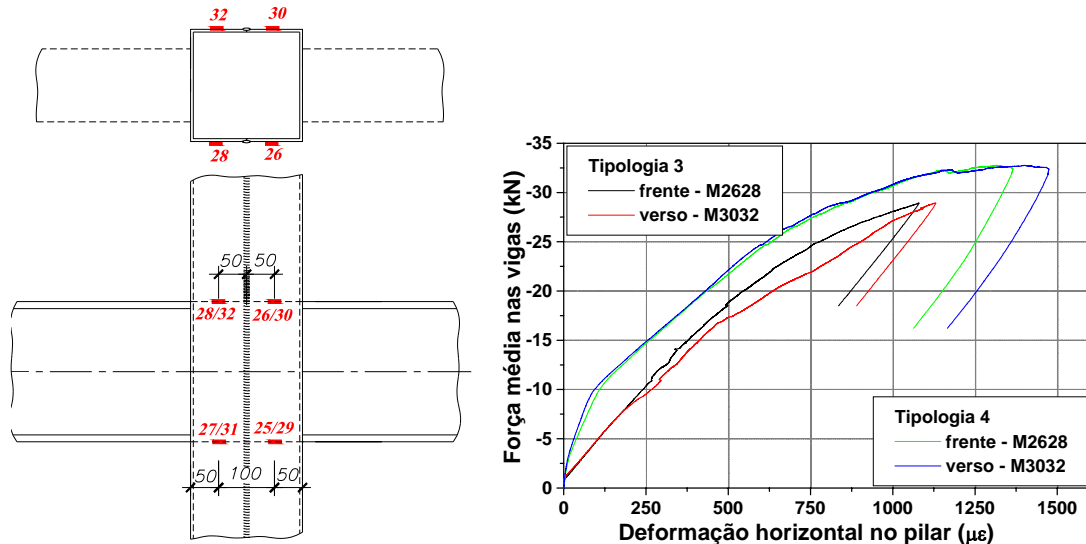 32 30
28 26
50 50
28/32 26/30
27/31 25/29
50 100 50
Força média nas vigas (kN)
-35
-30
-25
-20
-15
-10
-5
0
Tipologia 3
frente - M2628
verso - M3032
Tipologia 4
frente - M2628
verso - M3032
0 250 500 750 1000 1250 1500
Deformação horizontal no pilar (με)